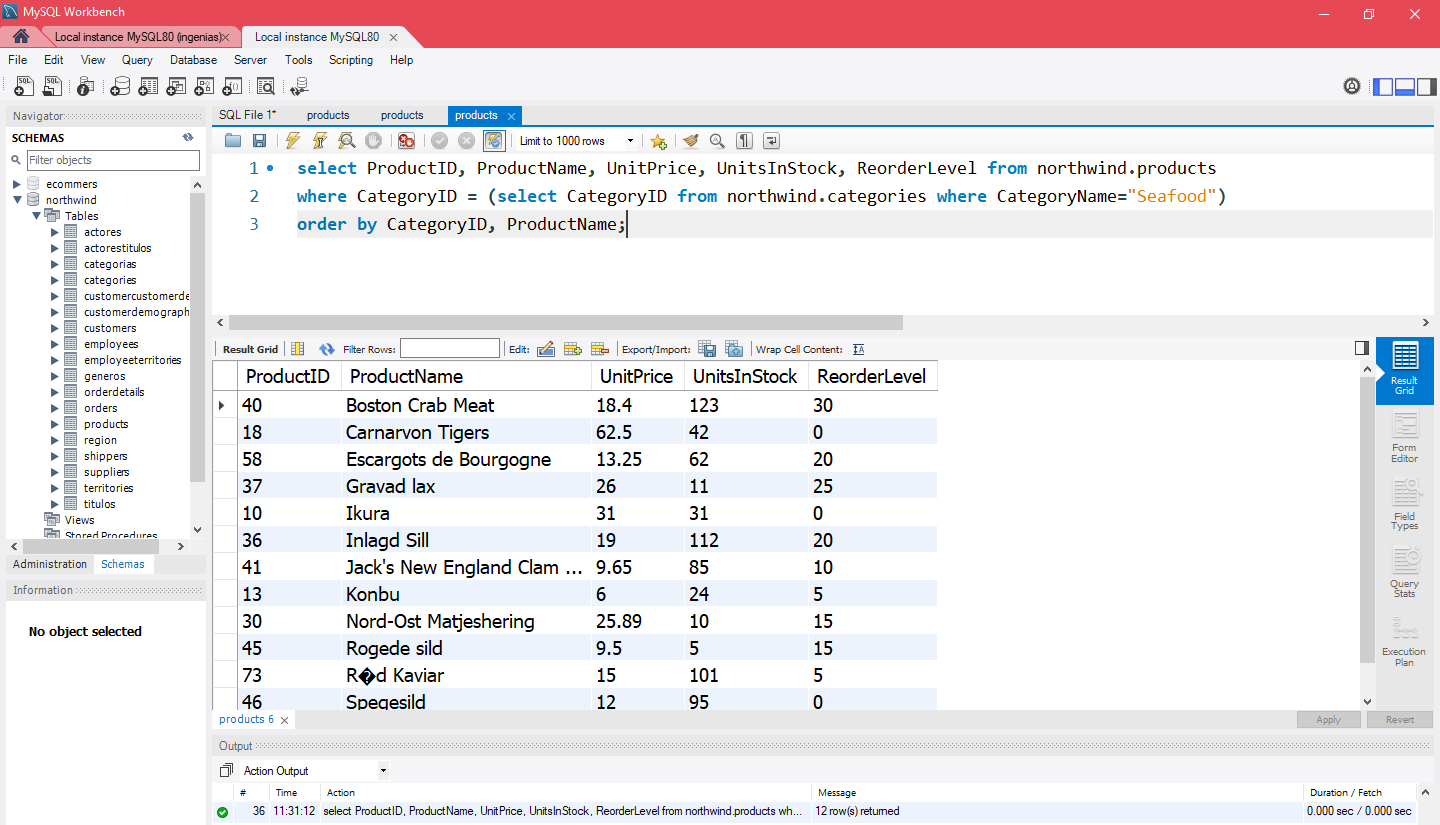 MySQL Workbench
Local instance MySQL80 (ingenias) Local instance MySQL80
File Edit View Query Database Server Tools Scripting Help
Navigator
SCHEMAS
Filter objects
ecommers
northwind
Tables
actores
actorestitulos
categorias
categories
customercustomerde
customerdemograph
customers
employees
employeeterritories
generos
orderdetails
orders
products
region
shippers
suppliers
territories
titulos
Views
Stored Procedures
Administration Schemas
Information
No object selected
SQL File 1* products products products
Limit to 1000 rows
1 select ProductID, ProductName, UnitPrice, UnitsInStock, ReorderLevel from northwind.products
2 where CategoryID = (select CategoryID from northwind.categories where CategoryName="Seafood")
3 order by CategoryID, ProductName;
Result Grid Filter Rows: Edit: Export/Import: Wrap Cell Content:
ProductID ProductName UnitPrice UnitsInStock ReorderLevel
40 Boston Crab Meat 18.4 123 30
18 Carnarvon Tigers 62.5 42 0
58 Escargots de Bourgogne 13.25 62 20
37 Gravad lax 26 11 25
10 Ikura 31 31 0
36 Inlagd Sill 19 112 20
41 Jack's New England Clam ... 9.65 85 10
13 Konbu 6 24 5
30 Nord-Ost Matjeshering 25.89 10 15
45 Rogede sild 9.5 5 15
73 R�d Kaviar 15 101 5
46 Spegesild 12 95 0
Result
Grid
Form
Editor
Field
Types
Query
Stats
Execution
Plan
products 6 Apply Revert
Output
Action Output
# Time Action Message Duration / Fetch
36 11:31:12 select ProductID, ProductName, UnitPrice, UnitsInStock, ReorderLevel from northwind.products wh... 12 row(s) returned 0.000 sec / 0.000 sec